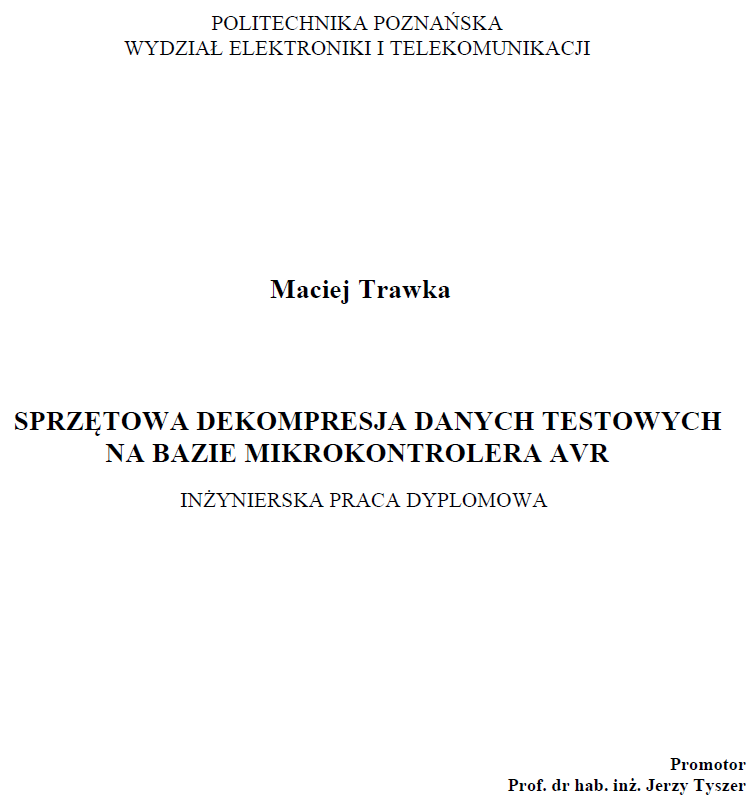 POLITECHNIKA POZNAŃSKA
WYDZIAŁ ELEKTRONIKI I TELEKOMUNIKACJI
Maciej Trawka
SPRZĘTOWA DEKOMPRESJA DANYCH TESTOWYCH
NA BAZIE MIKROKONTROLERA AVR
INŻYNIERSKA PRACA DYPLOMOWA
Promotor
Prof. dr hab. inż. Jerzy Tyszer